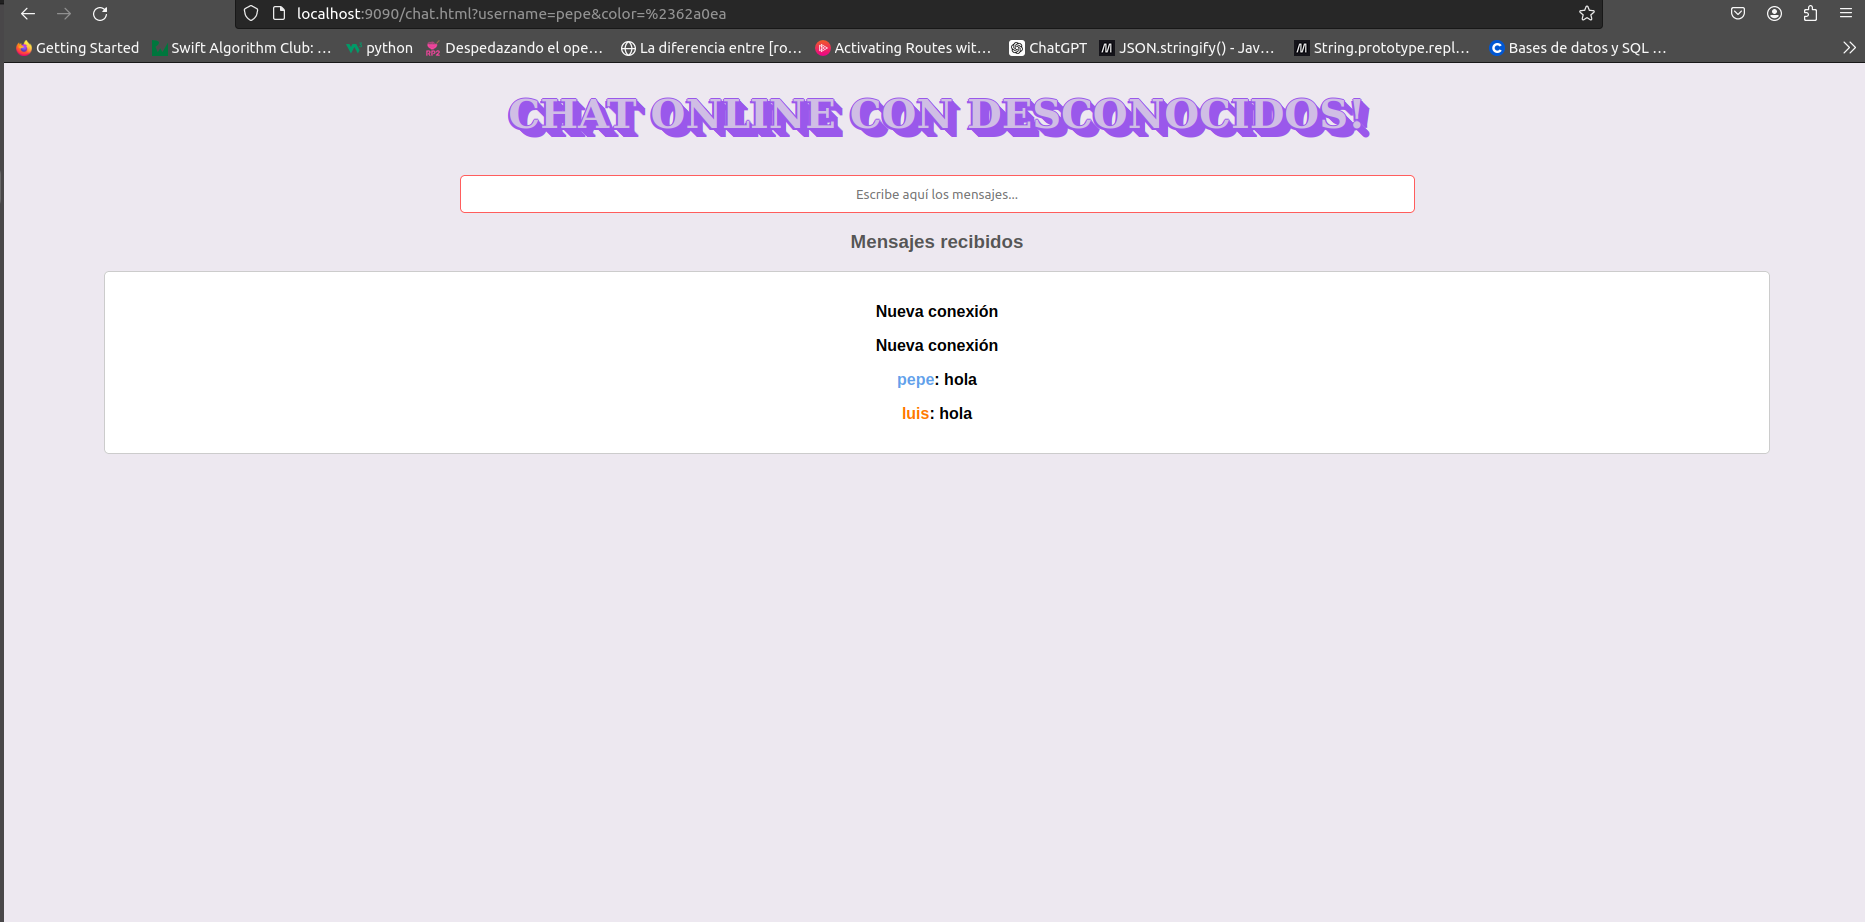 localhost:9090/chat.html?username=pepe&color=%2362a0ea
Getting Started Swift Algorithm Club: ... python Despedazando el ope... La diferencia entre [ro... Activating Routes wit... ChatGPT JSON.stringify() - Jav... String.prototype.repl... Bases de datos y SQL ...
CHAT ONLINE CON DESCONOCIDOS!
Escribe aquí los mensajes...
Mensajes recibidos
Nueva conexión
Nueva conexión
pepe: hola
luis: hola